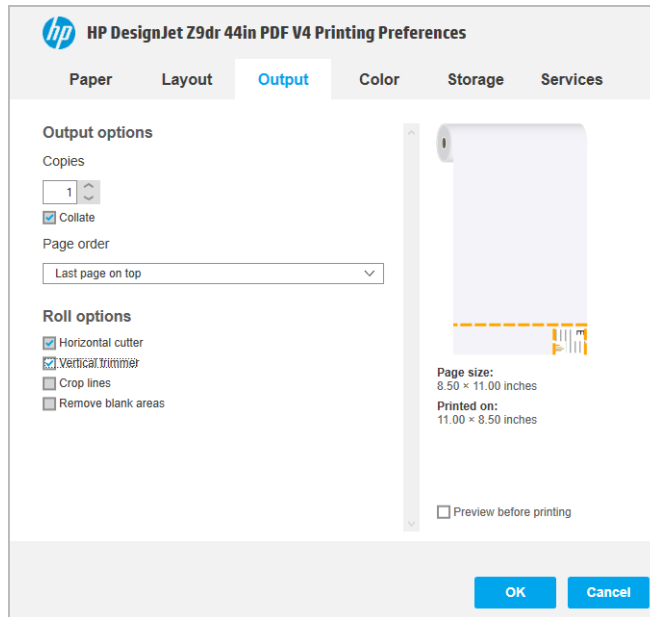 hp HP DesignJet Z9dr 44in PDF V4 Printing Preferences
Paper Layout Output Color Storage Services
Output options
Copies
1
Collate
Page order
Last page on top
Roll options
Horizontal cutter
Vertical trimmer
Crop lines
Remove blank areas
Page size:
8.50 × 11.00 inches
Printed on:
11.00 × 8.50 inches
Preview before printing
OK Cancel